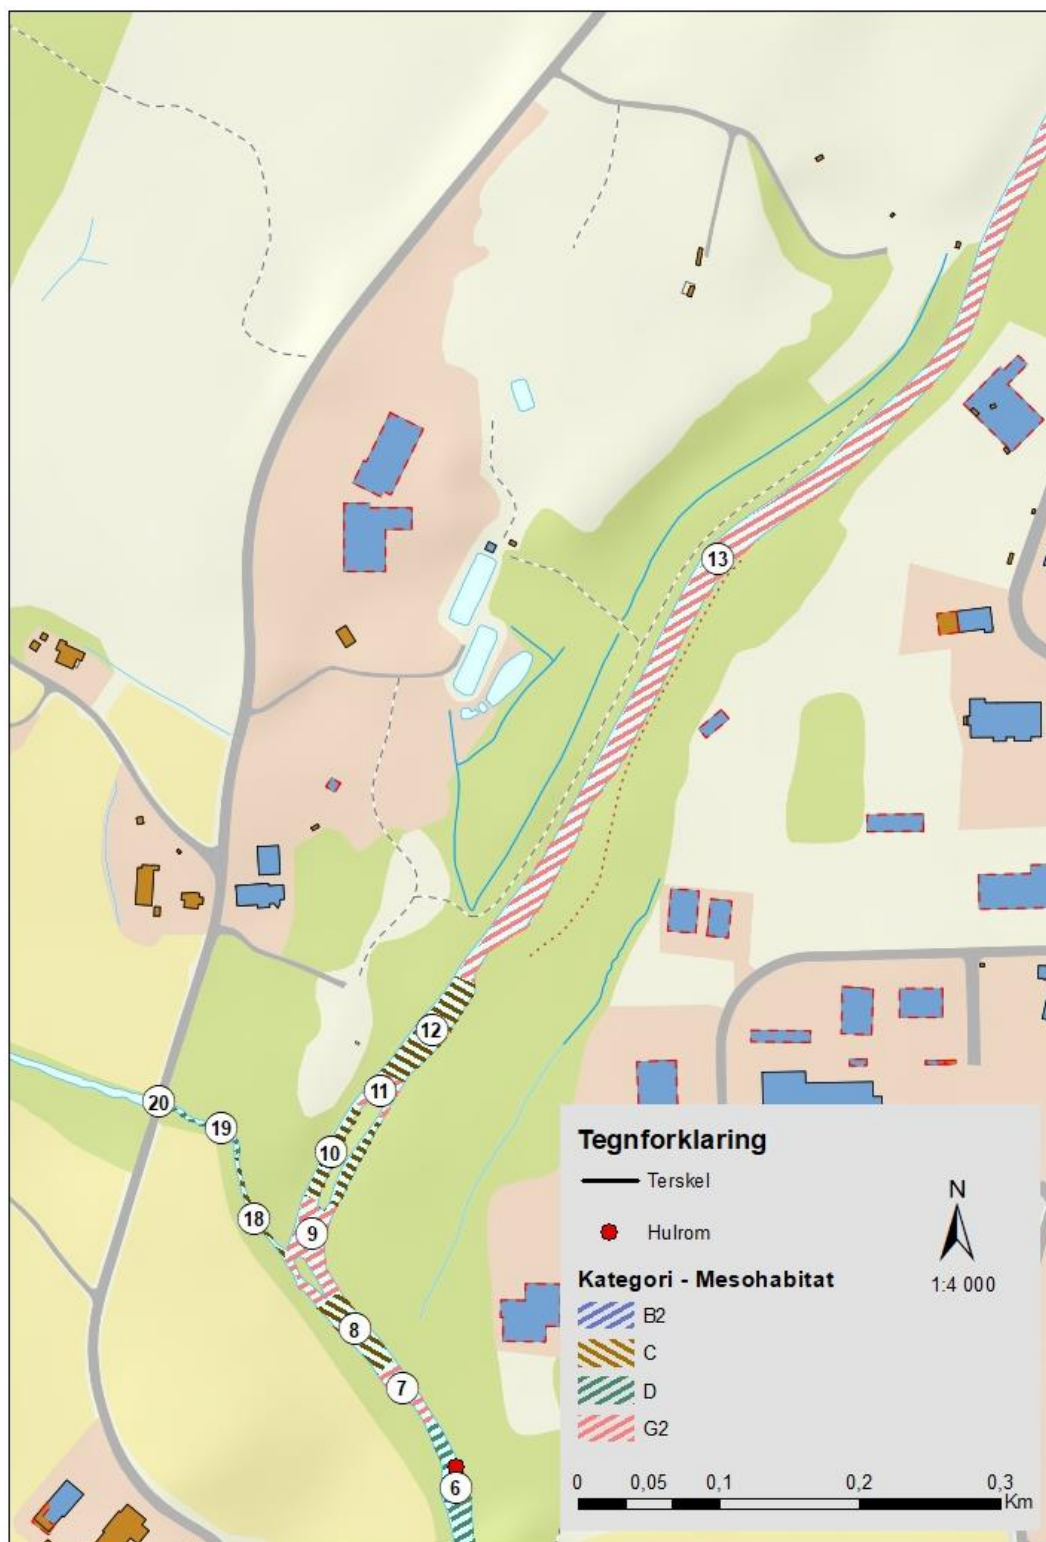 13
12
11
20
19
10
18
9
8
7
6
Tegnforklaring
Terskel
Hulrom
N
1:4 000
Kategori - Mesohabitat
B2
C
D
G2
0 0,05 0,1 0,2 0,3
Km